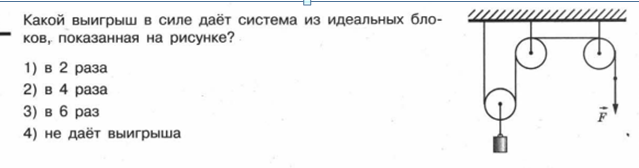 Какой выигрыш в силе даёт система из идеальных бло-
ков, показанная на рисунке?
1) в 2 раза
2) в 4 раза
3) в 6 раз
4) не даёт выигрыша
F